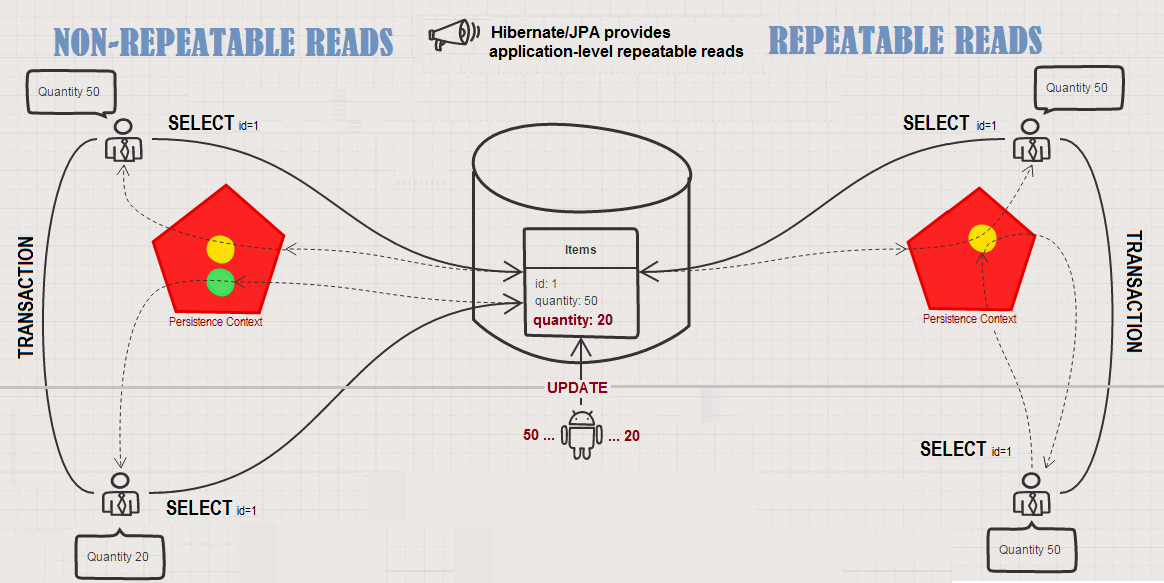 NON-REPEATABLE READS
Hibernate/JPA provides
application-level repeatable reads
REPEATABLE READS
Quantity 50
SELECT id=1
SELECT id=1
Quantity 50
TRANSACTION
Persistence Context
Items
id: 1
quantity: 50
quantity: 20
Persistence Context
TRANSACTION
UPDATE
50 ... ... 20
SELECT id=1
SELECT id=1
Quantity 20
Quantity 50